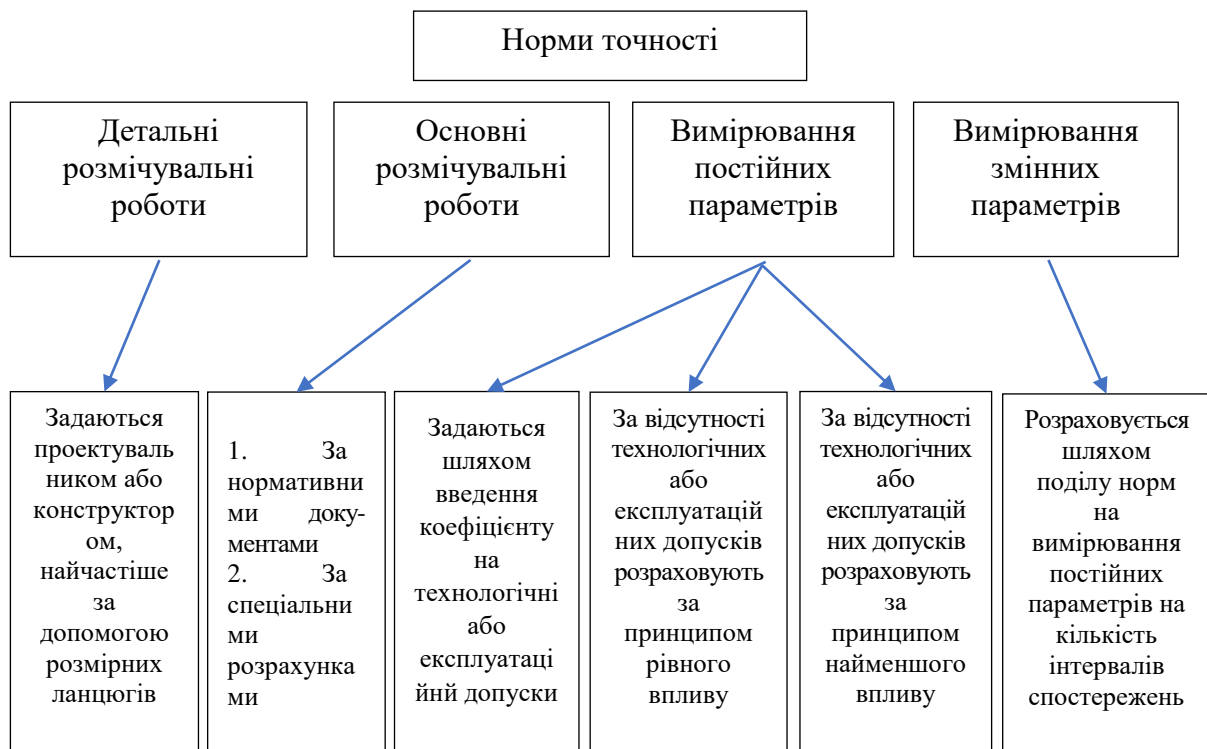 Норми точності
Детальні
розмічувальні
роботи
Основні
розмічувальні
роботи
Вимірювання
постійних
параметрів
Вимірювання
змінних
параметрів
Задаються
проектуваль
ником або
конструктор
ом,
найчастіше
за
допомогою
розмірних
ланцюгів
1. За
нормативни
ми доку-
ментами
2. За
спеціальни
ми
розрахунка
ми
Задаються
шляхом
введення
коефіцієнту
на
технологічні
або
експлуатаці
йнй допуски
За відсутності
технологічних
або
експлуатацій
них допусків
розраховують
за
принципом
рівного
впливу
За відсутності
технологічних
або
експлуатацій
них допусків
розраховують
за
принципом
найменшого
впливу
Розраховується
шляхом
поділу норм
на
вимірювання
постійних
параметрів на
кількість
інтервалів
спостережень